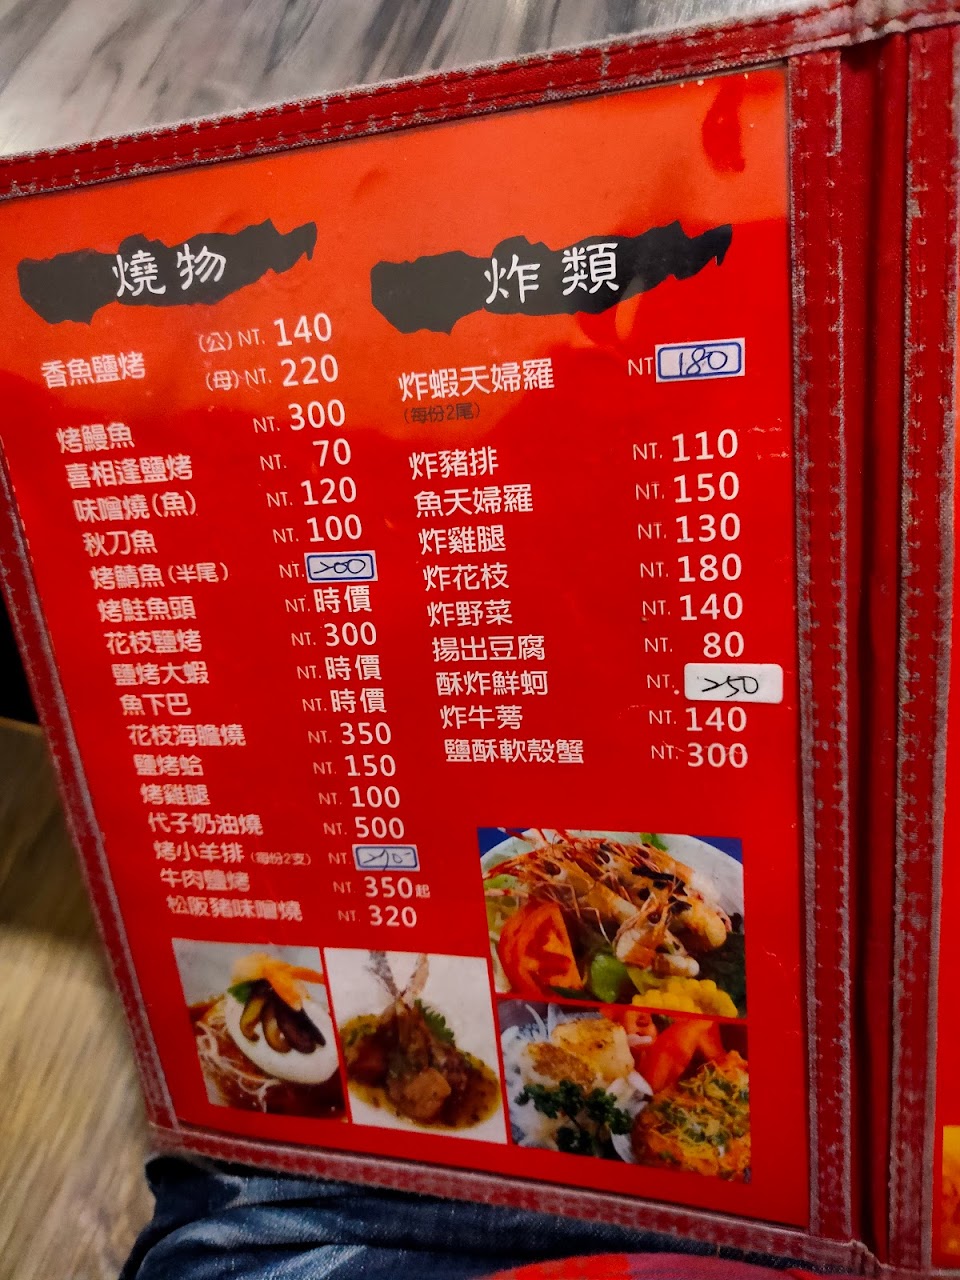 燒物
香魚鹽烤 (公) NT. 140
(母) NT. 220
烤鰻魚 NT. 300
喜相逢鹽烤 NT. 70
味噌燒(魚) NT. 120
秋刀魚 NT. 100
烤鯖魚(半尾) NT. 200
烤鮭魚頭 NT. 時價
花枝鹽烤 NT. 300
鹽烤大蝦 NT. 時價
魚下巴 NT. 時價
花枝海膽燒 NT. 350
鹽烤蛤 NT. 150
烤雞腿 NT. 100
代子奶油燒 NT. 500
烤小羊排(每份2支) NT.
牛肉鹽烤 NT. 350起
松阪豬味噌燒 NT. 320
炸類
炸蝦天婦羅 NT 180
(每份2尾)
炸豬排 NT. 110
魚天婦羅 NT. 150
炸雞腿 NT. 130
炸花枝 NT. 180
炸野菜 NT. 140
揚出豆腐 NT. 80
酥炸鮮蚵 NT. 250
炸牛蒡 NT. 140
鹽酥軟殼蟹 NT. 300